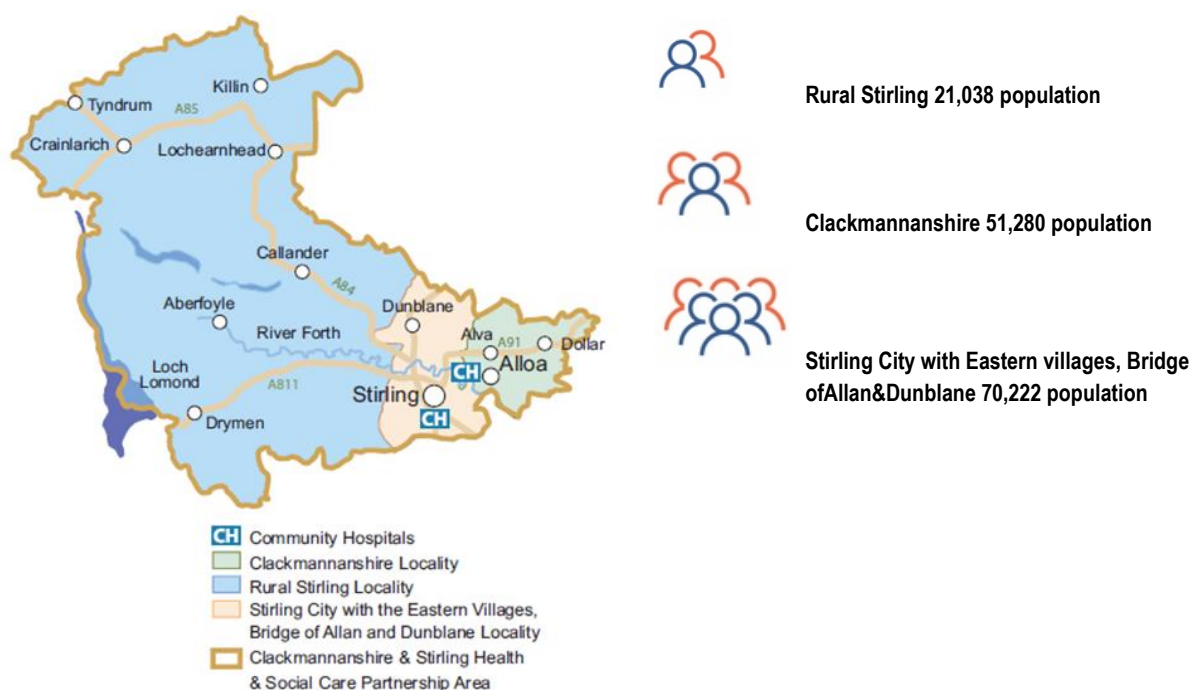 Killin
Tyndrum
A85
Crainlarich
Lochearnhead
Callander
A84
Aberfoyle
Dunblane
River Forth
Alva
A91
Dollar
Loch
Lomond
CH
Alloa
A811
Stirling
Drymen
CH
CH Community Hospitals
Clackmannanshire Locality
Rural Stirling Locality
Stirling City with the Eastern Villages,
Bridge of Allan and Dunblane Locality
Clackmannanshire & Stirling Health
& Social Care Partnership Area
Rural Stirling 21,038 population
Clackmannanshire 51,280 population
Stirling City with Eastern villages, Bridge
ofAllan&Dunblane 70,222 population